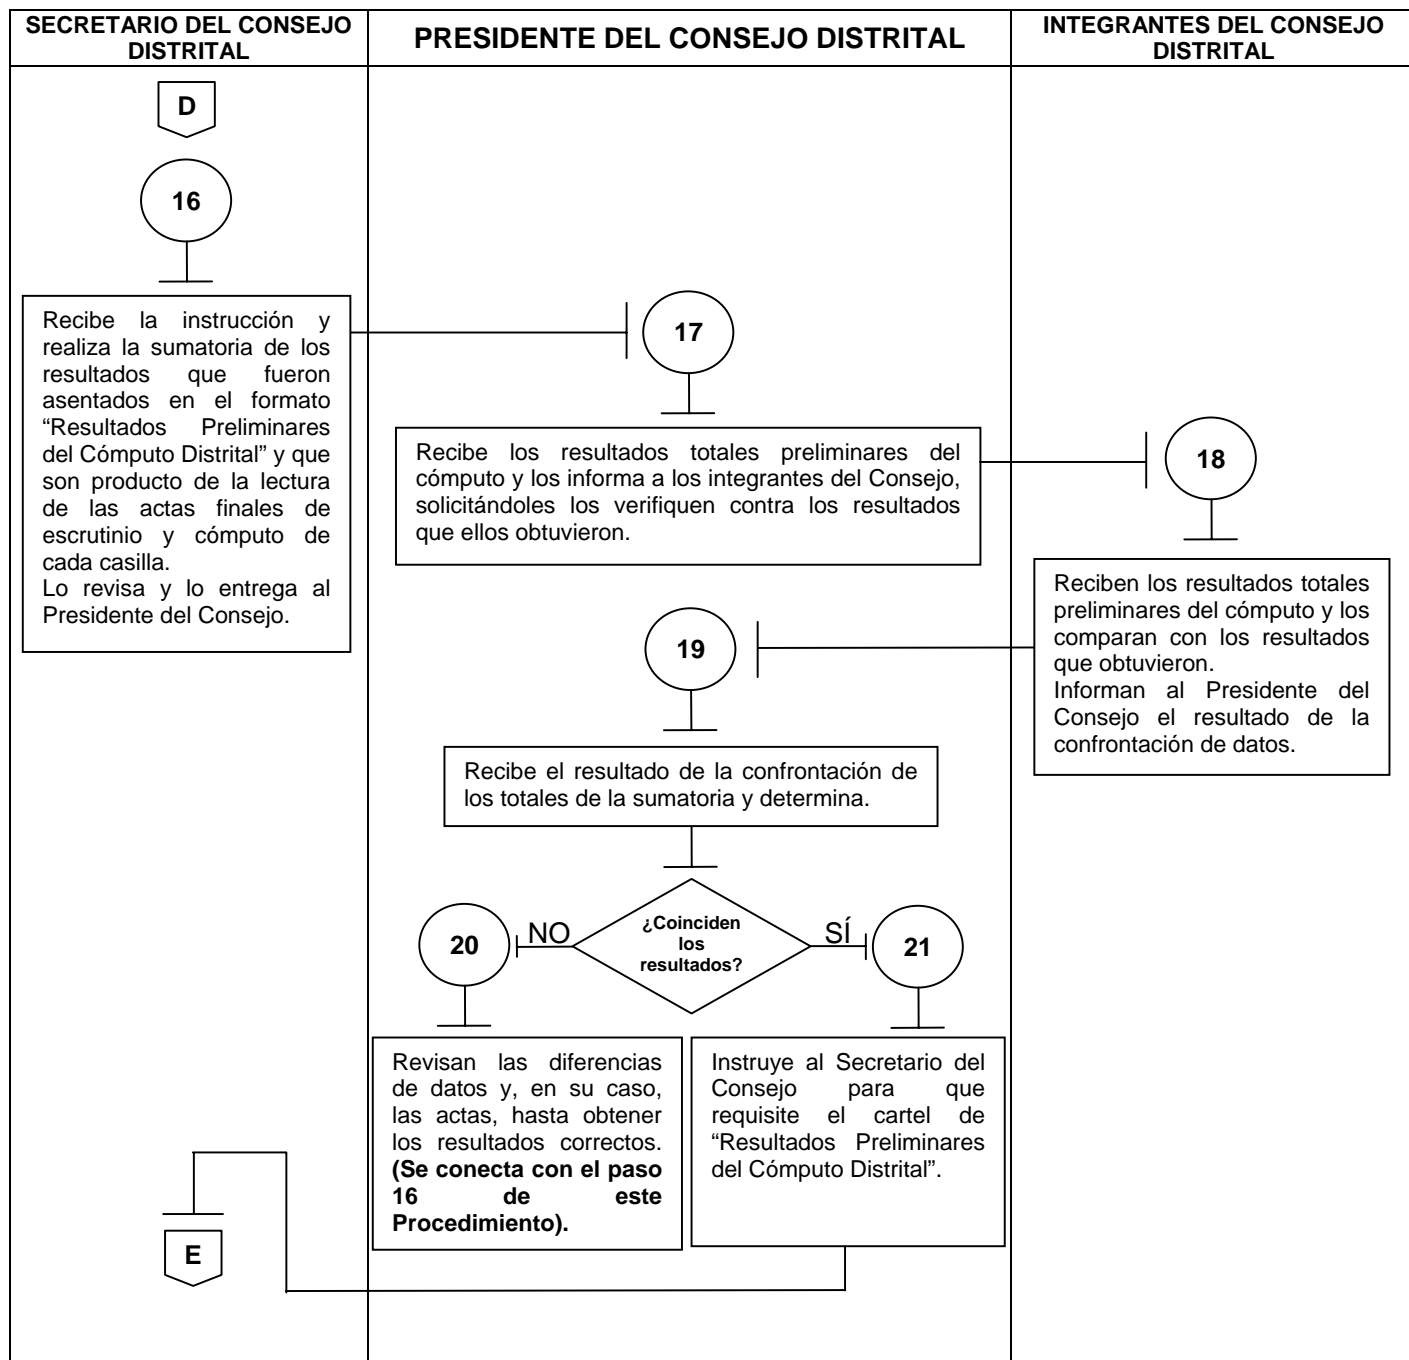 SECRETARIO DEL CONSEJO
DISTRITAL
PRESIDENTE DEL CONSEJO DISTRITAL
INTEGRANTES DEL CONSEJO
DISTRITAL
D
16
Recibe la instrucción y
realiza la sumatoria de los
resultados que fueron
asentados en el formato
“Resultados Preliminares
del Cómputo Distrital” y que
son producto de la lectura
de las actas finales de
escrutinio y cómputo de
cada casilla.
Lo revisa y lo entrega al
Presidente del Consejo.
17
Recibe los resultados totales preliminares del
cómputo y los informa a los integrantes del Consejo,
solicitándoles los verifiquen contra los resultados
que ellos obtuvieron.
18
Reciben los resultados totales
preliminares del cómputo y los
comparan con los resultados
que obtuvieron.
Informan al Presidente del
Consejo el resultado de la
confrontación de datos.
19
Recibe el resultado de la confrontación de
los totales de la sumatoria y determina.
¿Coinciden
los
resultados?
NO
SÍ
20
21
Revisan las diferencias
de datos y, en su caso,
las actas, hasta obtener
los resultados correctos.
(Se conecta con el paso
16 de este
Procedimiento).
Instruye al Secretario del
Consejo para que
requisite el cartel de
“Resultados Preliminares
del Cómputo Distrital”.
E